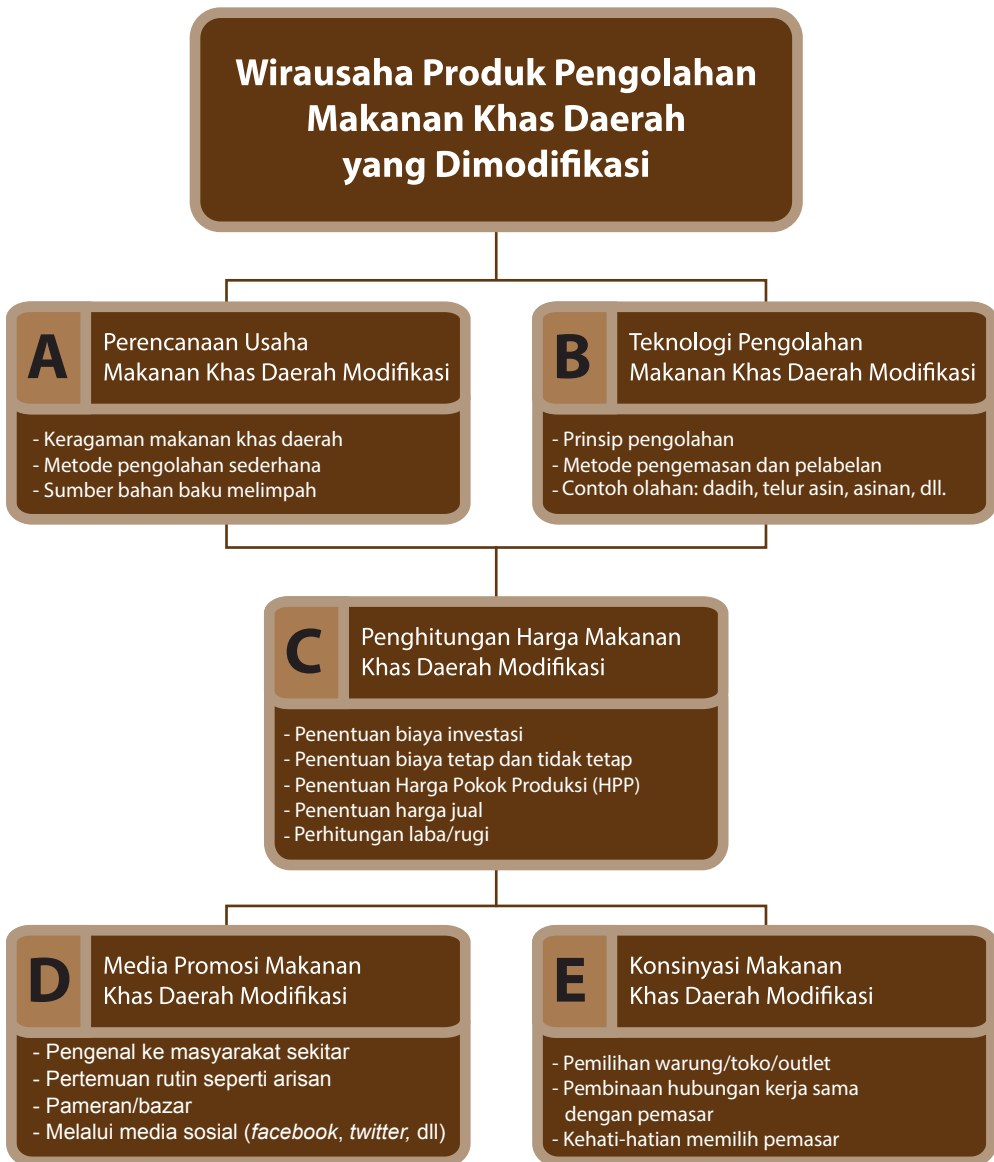 Wirausaha Produk Pengolahan
Makanan Khas Daerah
yang Dimodifikasi
A
Perencanaan Usaha
Makanan Khas Daerah Modifikasi
- Keragaman makanan khas daerah
- Metode pengolahan sederhana
- Sumber bahan baku melimpah
B
Teknologi Pengolahan
Makanan Khas Daerah Modifikasi
- Prinsip pengolahan
- Metode pengemasan dan pelabelan
- Contoh olahan: dadih, telur asin, asinan, dll.
C
Penghitungan Harga Makanan
Khas Daerah Modifikasi
- Penentuan biaya investasi
- Penentuan biaya tetap dan tidak tetap
- Penentuan Harga Pokok Produksi (HPP)
- Penentuan harga jual
- Perhitungan laba/rugi
D
Media Promosi Makanan
Khas Daerah Modifikasi
- Pengenal ke masyarakat sekitar
- Pertemuan rutin seperti arisan
- Pameran/bazar
- Melalui media sosial (facebook, twitter, dll)
E
Konsinyasi Makanan
Khas Daerah Modifikasi
- Pemilihan warung/toko/outlet
- Pembinaan hubungan kerja sama
dengan pemasar
- Kehati-hatian memilih pemasar